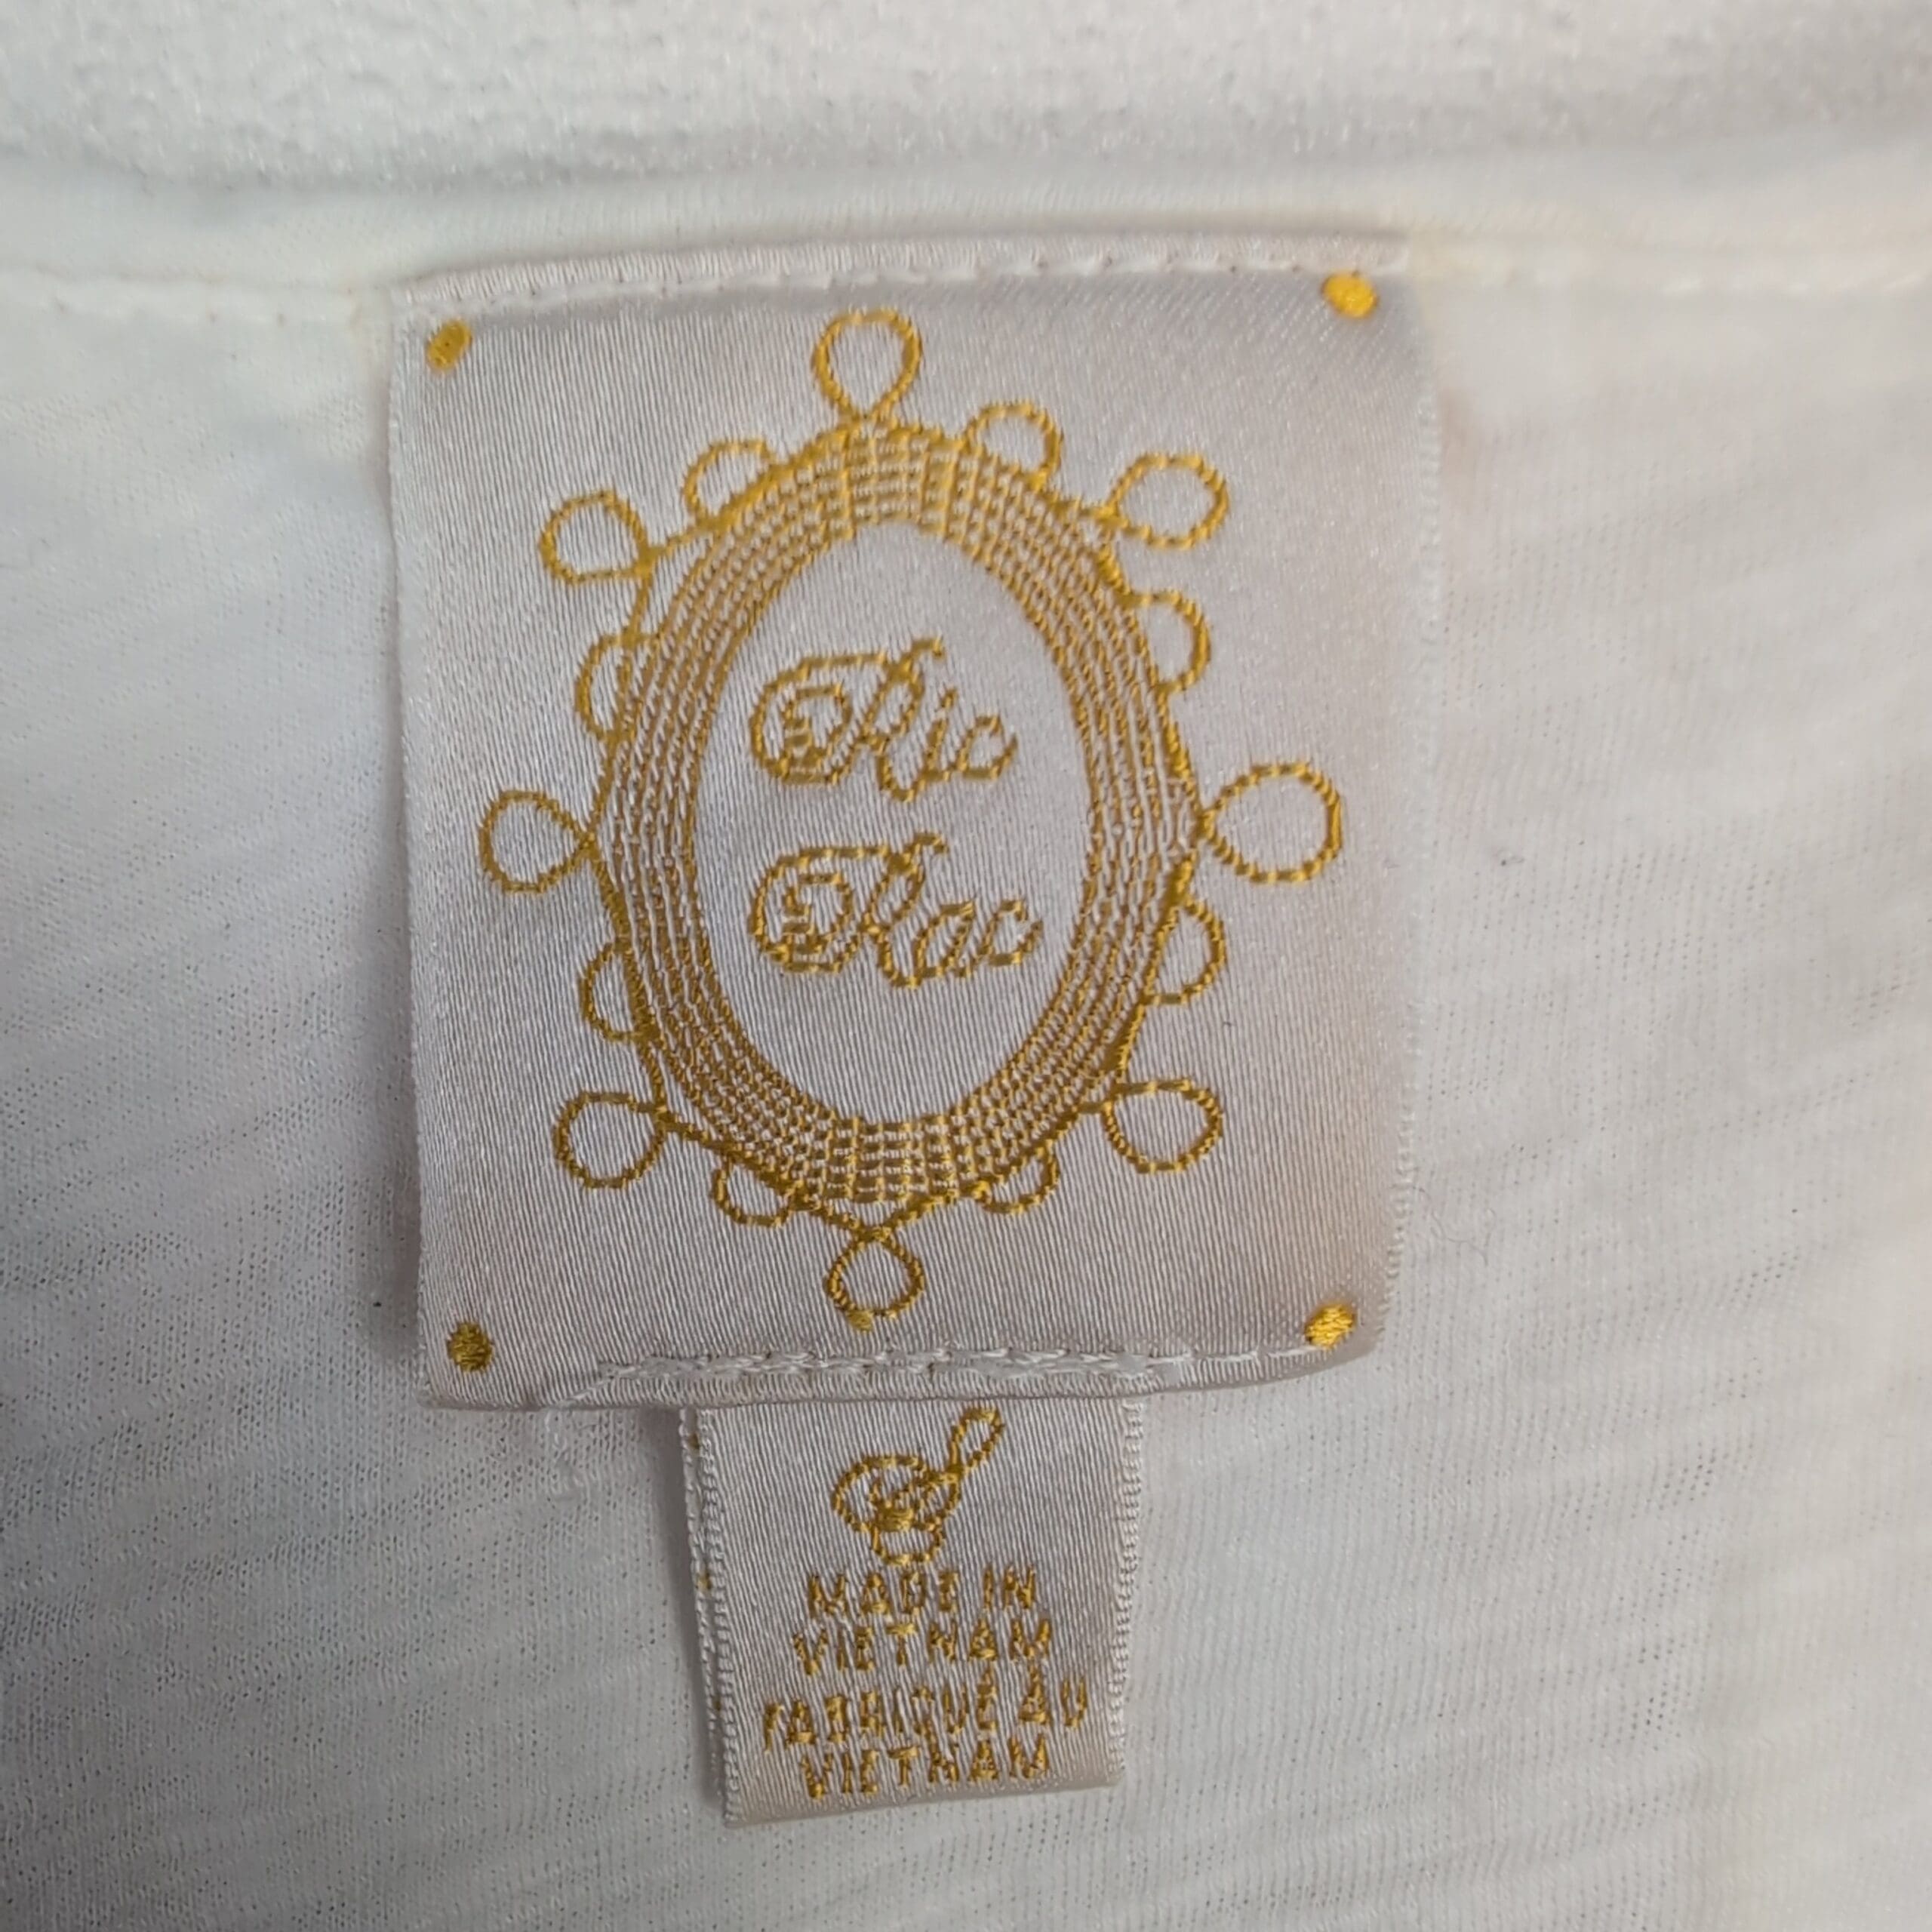 Ric
Rac
S
MADE IN
VIETNAM
FABRIQUÉ AU
VIETNAM